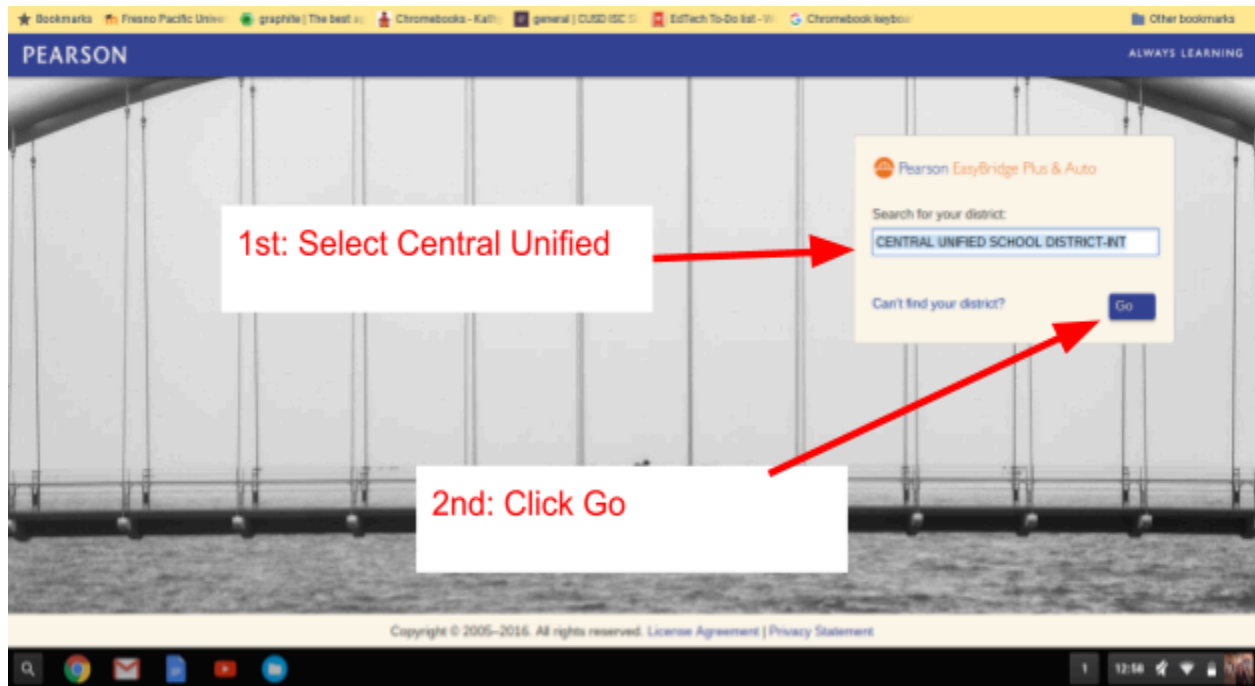 Bookmarks Fresno Pacific Univer graphite | The best a Chromebooks - Kath general | CUSD ISC S EdTech To-Do list - W Chromebook keyboa Other bookmarks
PEARSON ALWAYS LEARNING
Pearson EasyBridge Plus & Auto
Search for your district:
CENTRAL UNIFIED SCHOOL DISTRICT-INT
1st: Select Central Unified
Can't find your district? Go
2nd: Click Go
Copyright © 2005–2016. All rights reserved. License Agreement | Privacy Statement
1 12:58